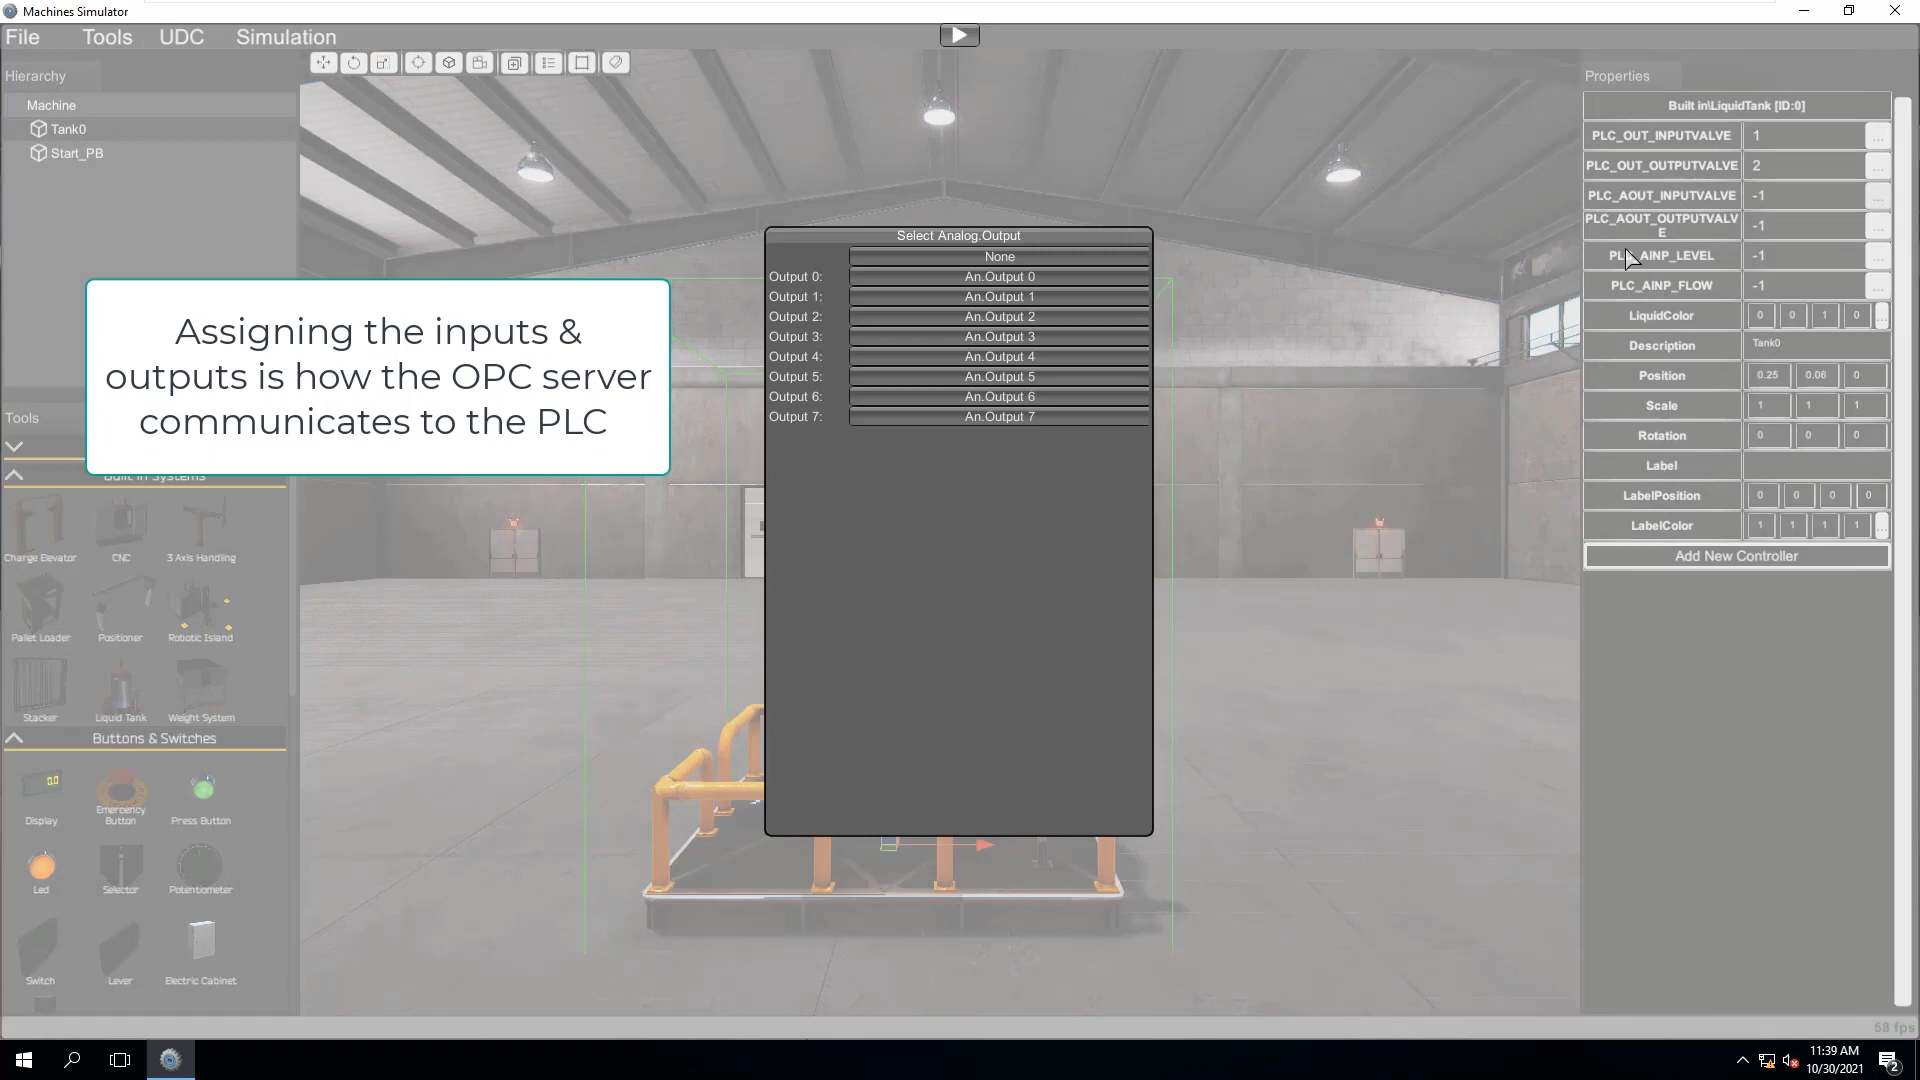 Machines Simulator
File Tools UDC Simulation
Hierarchy
Machine
Tank0
Start_PB
Tools
Built in Systems
Charge Elevator CNC 3 Axis Handling
Pallet Loader Positioner Robotic Island
Stacker Liquid Tank Weight System
Buttons & Switches
0.0
Display Emergency Button Press Button
Led Selector Potentiometer
Switch Lever Electric Cabinet
Assigning the inputs &
outputs is how the OPC server
communicates to the PLC
Select Analog.Output
None
Output 0: An.Output 0
Output 1: An.Output 1
Output 2: An.Output 2
Output 3: An.Output 3
Output 4: An.Output 4
Output 5: An.Output 5
Output 6: An.Output 6
Output 7: An.Output 7
Properties
Built in\LiquidTank [ID:0]
PLC_OUT_INPUTVALVE 1 ...
PLC_OUT_OUTPUTVALVE 2 ...
PLC_AOUT_INPUTVALVE -1 ...
PLC_AOUT_OUTPUTVALV
E -1 ...
PLC_AINP_LEVEL -1 ...
PLC_AINP_FLOW -1 ...
LiquidColor 0 0 1 0 ...
Description Tank0
Position 0.25 0.06 0
Scale 1 1 1
Rotation 0 0 0
Label
LabelPosition 0 0 0 0
LabelColor 1 1 1 1 ...
Add New Controller
58 fps
11:39 AM
10/30/2021
2